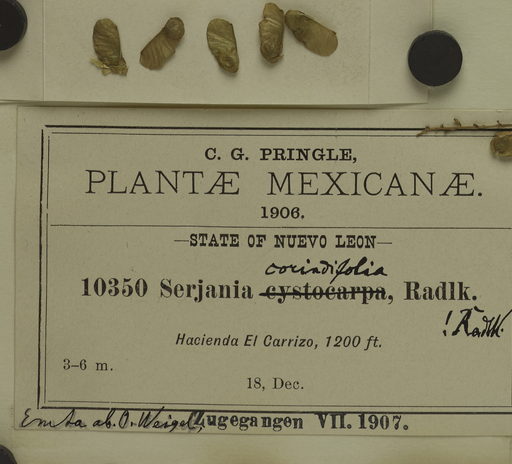 C. G. PRINGLE,
PLANTÆ MEXICANÆ.
1906.
—STATE OF NUEVO LEON—
corindifolia
10350 Serjania cystocarpa, Radlk.
! Radlk.
Hacienda El Carrizo, 1200 ft.
3–6 m.
18, Dec.
Emta ab. O. Weigel, Zugegangen VII. 1907.